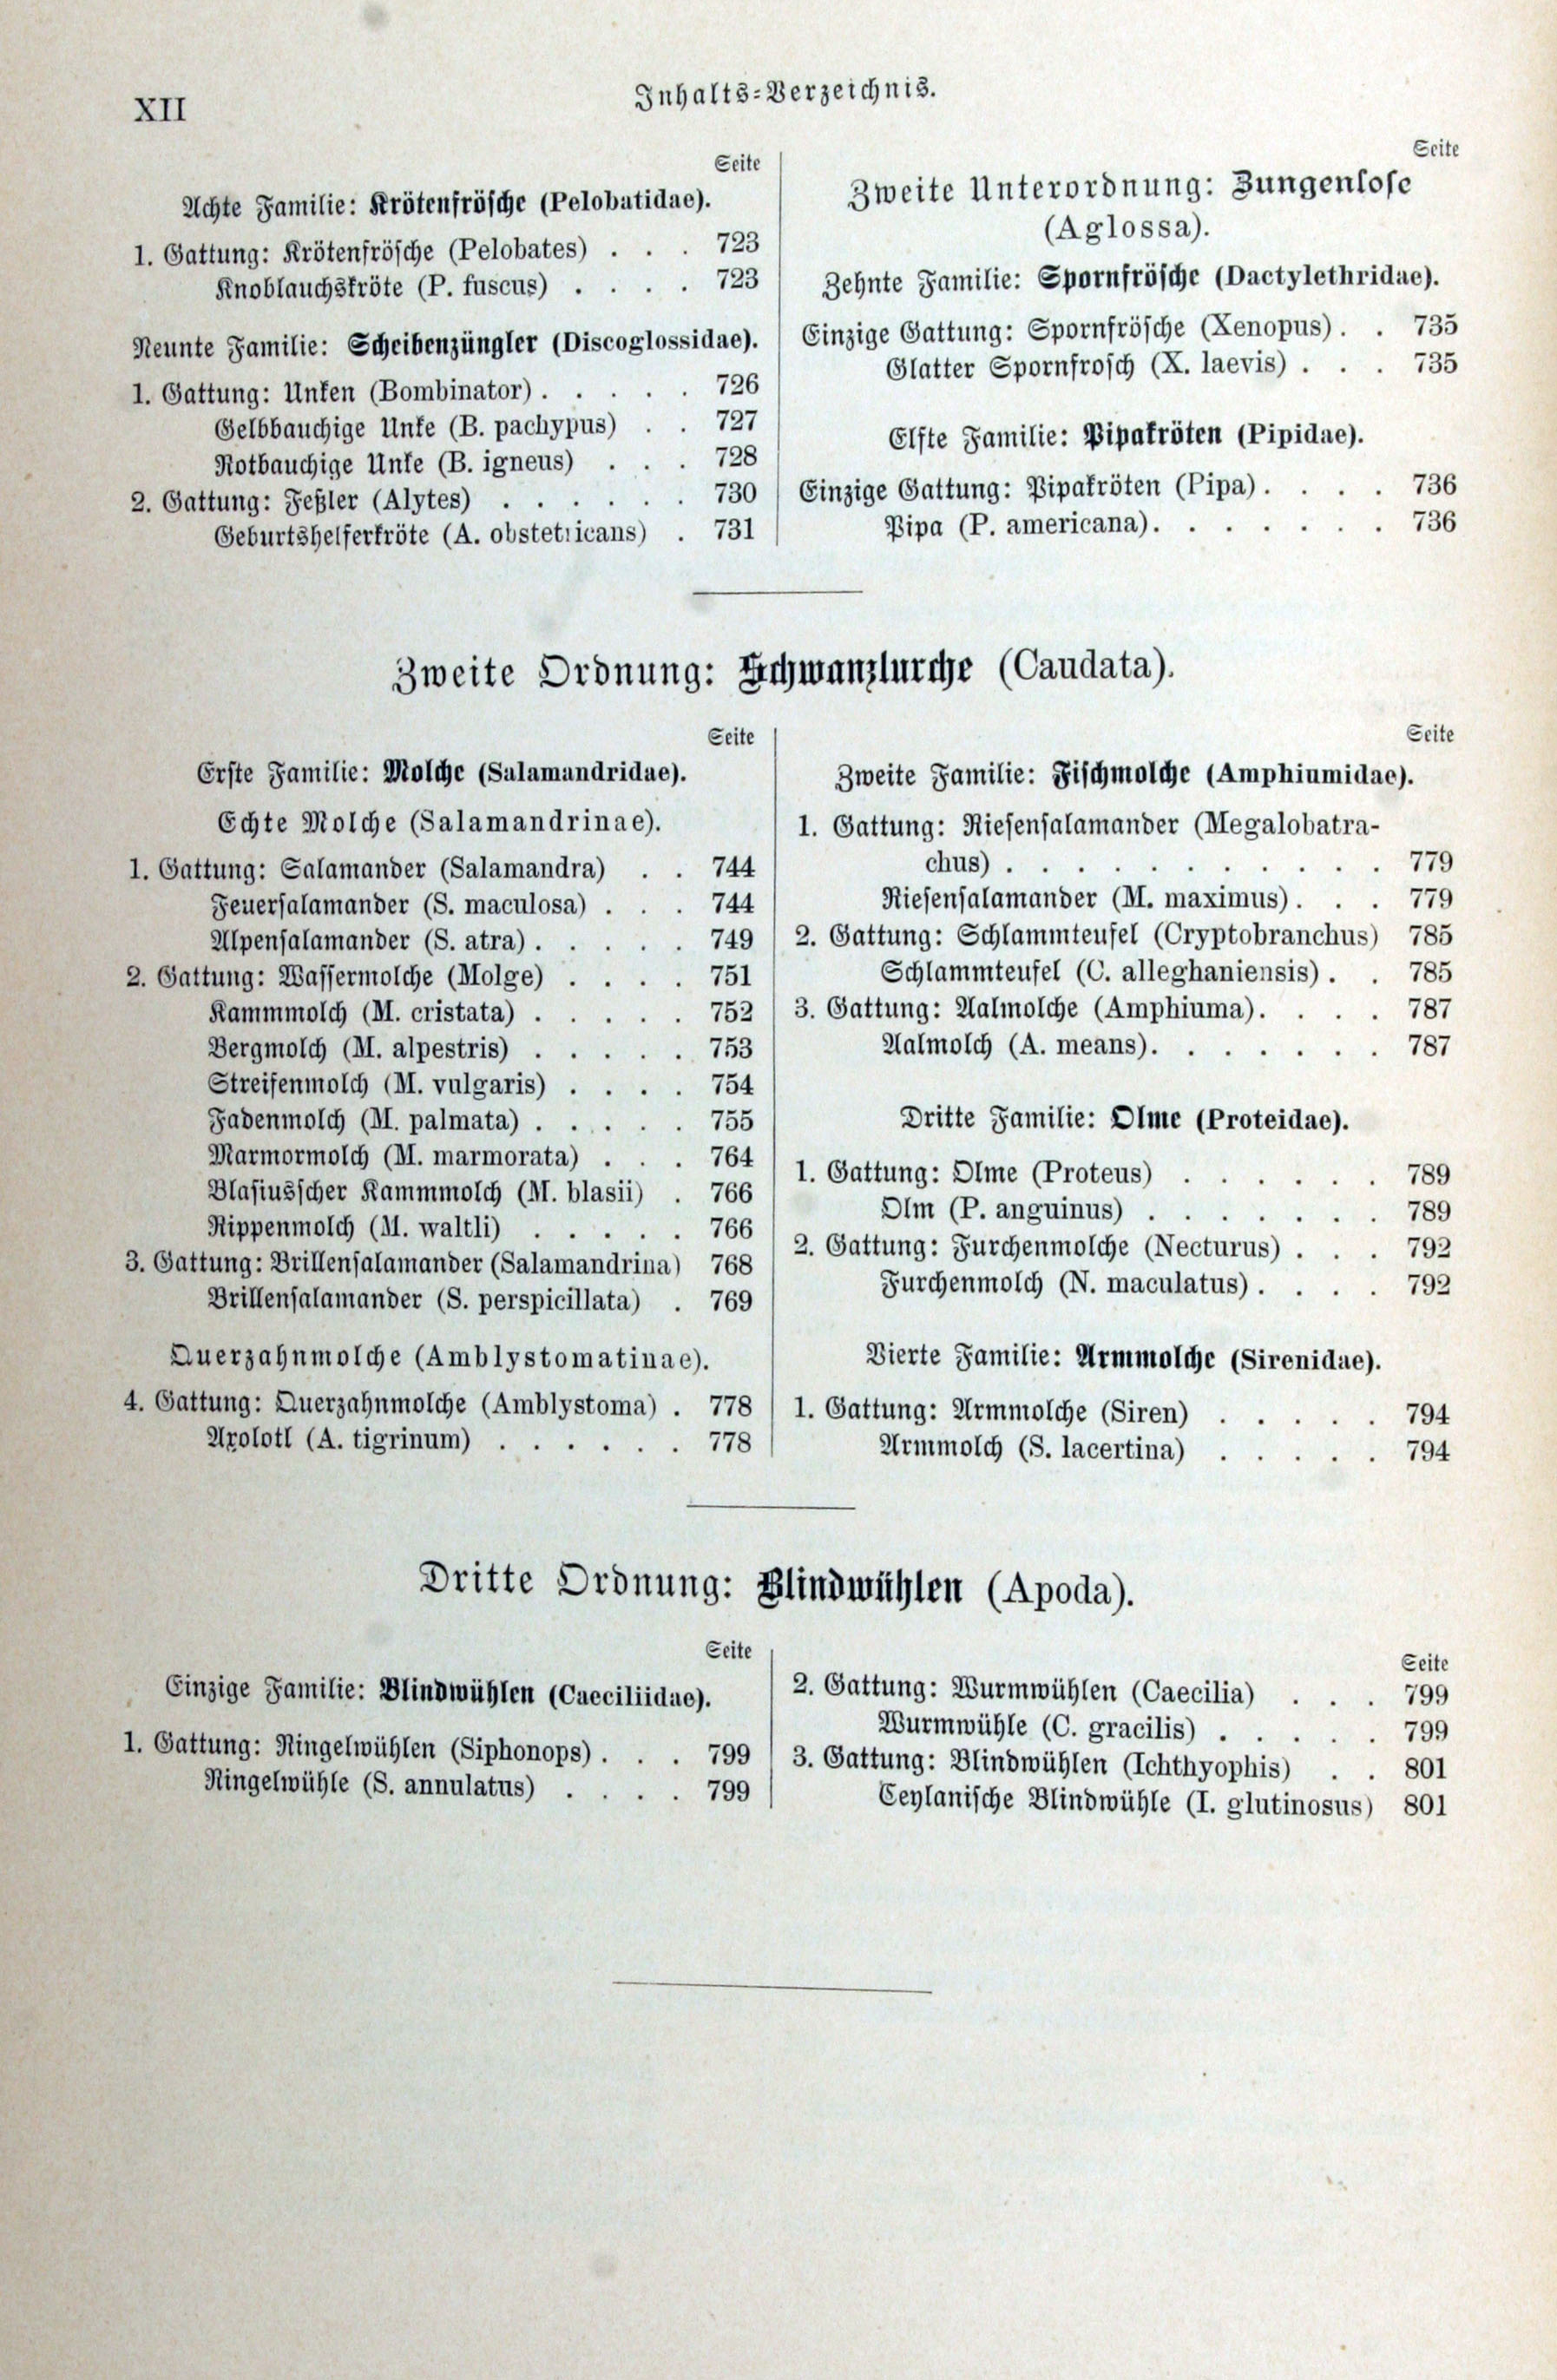 XII
Inhalts-Verzeichnis.
Seite
Achte Familie: Krötenfrösche (Pelobatidae).
1. Gattung: Krötenfrösche (Pelobates) . . . 723
Knoblauchskröte (P. fuscus) . . . . 723
Neunte Familie: Scheibenzüngler (Discoglossidae).
1. Gattung: Unken (Bombinator) . . . . . 726
Gelbbauchige Unke (B. pachypus) . . 727
Rotbauchige Unke (B. igneus) . . . 728
2. Gattung: Feßler (Alytes) . . . . . . 730
Geburtshelferkröte (A. obstetricans) . 731
Seite
Zweite Unterordnung: Zungenlose
(Aglossa).
Zehnte Familie: Spornfrösche (Dactylethridae).
Einzige Gattung: Spornfrösche (Xenopus) . . 735
Glatter Spornfrosch (X. laevis) . . . 735
Elfte Familie: Pipakröten (Pipidae).
Einzige Gattung: Pipakröten (Pipa) . . . . 736
Pipa (P. americana) . . . . . . . 736
Zweite Ordnung: Schwanzlurche (Caudata).
Seite
Erste Familie: Molche (Salamandridae).
Echte Molche (Salamandrinae).
1. Gattung: Salamander (Salamandra) . . 744
Feuersalamander (S. maculosa) . . . 744
Alpensalamander (S. atra) . . . . . 749
2. Gattung: Wassermolche (Molge) . . . . 751
Kammmolch (M. cristata) . . . . . 752
Bergmolch (M. alpestris) . . . . . 753
Streifenmolch (M. vulgaris) . . . . 754
Fadenmolch (M. palmata) . . . . . 755
Marmormolch (M. marmorata) . . . 764
Blasiusscher Kammmolch (M. blasii) . 766
Rippenmolch (M. waltli) . . . . . 766
3. Gattung: Brillensalamander (Salamandrina) 768
Brillensalamander (S. perspicillata) . 769
Querzahnmolche (Amblystomatinae).
4. Gattung: Querzahnmolche (Amblystoma) . 778
Axolotl (A. tigrinum) . . . . . . 778
Seite
Zweite Familie: Fischmolche (Amphiumidae).
1. Gattung: Riesensalamander (Megalobatra-
chus) . . . . . . . . . . . 779
Riesensalamander (M. maximus) . . . 779
2. Gattung: Schlammteufel (Cryptobranchus) 785
Schlammteufel (C. alleghaniensis) . . 785
3. Gattung: Aalmolche (Amphiuma) . . . . 787
Aalmolch (A. means) . . . . . . . 787
Dritte Familie: Olme (Proteidae).
1. Gattung: Olme (Proteus) . . . . . . 789
Olm (P. anguinus) . . . . . . . 789
2. Gattung: Furchenmolche (Necturus) . . . 792
Furchenmolch (N. maculatus) . . . . 792
Vierte Familie: Armmolche (Sirenidae).
1. Gattung: Armmolche (Siren) . . . . . 794
Armmolch (S. lacertina) . . . . . 794
Dritte Ordnung: Blindwühlen (Apoda).
Seite
Einzige Familie: Blindwühlen (Caeciliidae).
1. Gattung: Ringelwühlen (Siphonops) . . . 799
Ringelwühle (S. annulatus) . . . . 799
Seite
2. Gattung: Wurmwühlen (Caecilia) . . . 799
Wurmwühle (C. gracilis) . . . . . 799
3. Gattung: Blindwühlen (Ichthyophis) . . 801
Ceylanische Blindwühle (I. glutinosus) 801